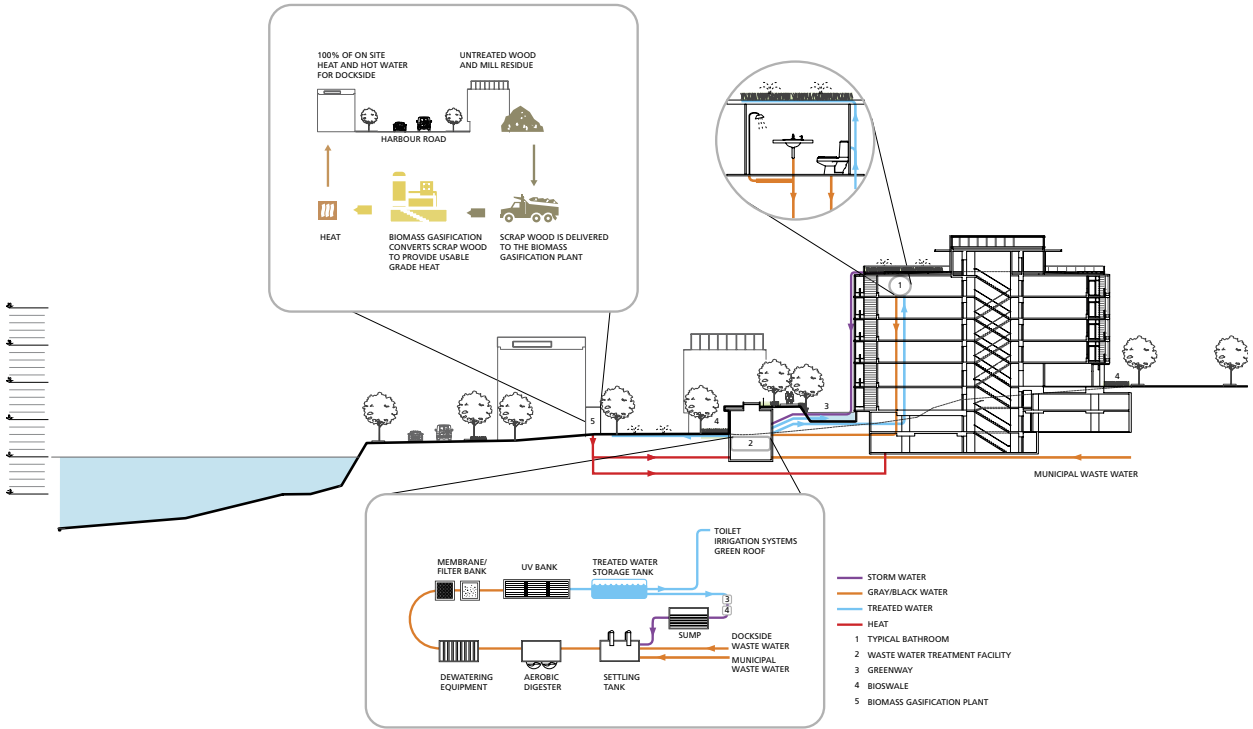 100% OF ON SITE
HEAT AND HOT WATER
FOR DOCKSIDE
UNTREATED WOOD
AND MILL RESIDUE
HARBOUR ROAD
HEAT
BIOMASS GASIFICATION
CONVERTS SCRAP WOOD
TO PROVIDE USABLE
GRADE HEAT
SCRAP WOOD IS DELIVERED
TO THE BIOMASS
GASIFICATION PLANT
1
4
3
4
5
2
MUNICIPAL WASTE WATER
TOILET
IRRIGATION SYSTEMS
GREEN ROOF
MEMBRANE/
FILTER BANK
UV BANK
TREATED WATER
STORAGE TANK
3
4
SUMP
DOCKSIDE
WASTE WATER
MUNICIPAL
WASTE WATER
DEWATERING
EQUIPMENT
AEROBIC
DIGESTER
SETTLING
TANK
STORM WATER
GRAY/BLACK WATER
TREATED WATER
HEAT
1 TYPICAL BATHROOM
2 WASTE WATER TREATMENT FACILITY
3 GREENWAY
4 BIOSWALE
5 BIOMASS GASIFICATION PLANT